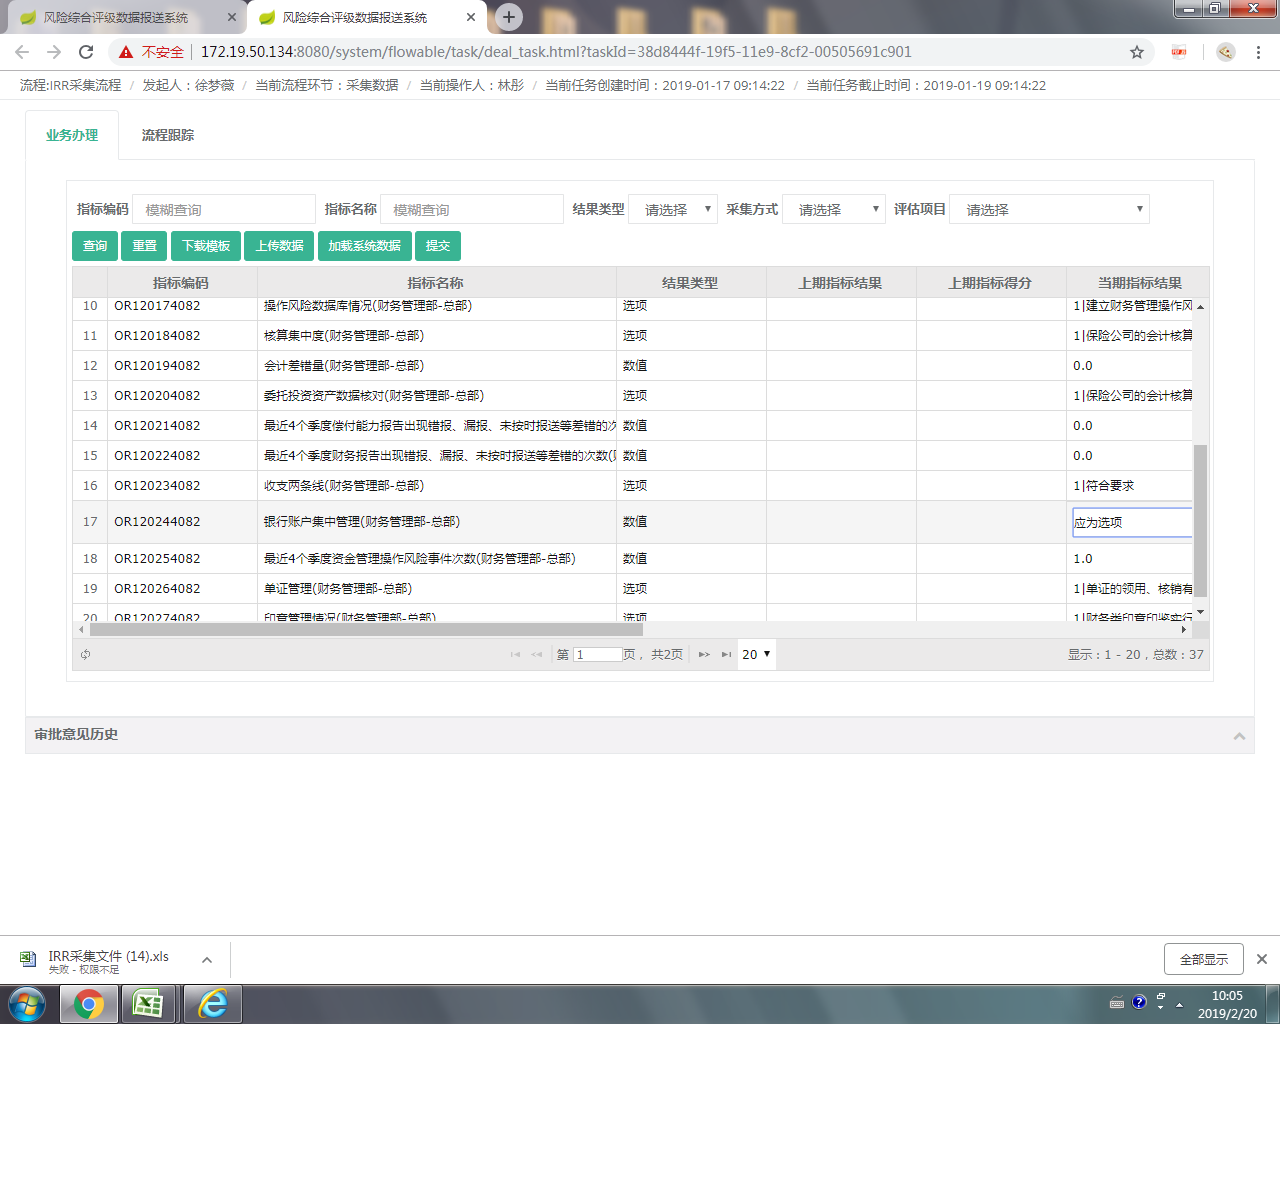 风险综合评级数据报送系统
风险综合评级数据报送系统
不安全 172.19.50.134:8080/system/flowable/task/deal_task.html?taskId=38d8444f-19f5-11e9-8cf2-00505691c901
流程:IRR采集流程 / 发起人：徐梦薇 / 当前流程环节：采集数据 / 当前操作人：林彤 / 当前任务创建时间：2019-01-17 09:14:22 / 当前任务截止时间：2019-01-19 09:14:22
业务办理 流程跟踪
指标编码 模糊查询 指标名称 模糊查询 结果类型 请选择 采集方式 请选择 评估项目 请选择
查询 重置 下载模板 上传数据 加载系统数据 提交
指标编码 指标名称 结果类型 上期指标结果 上期指标得分 当期指标结果
10 OR120174082 操作风险数据库情况(财务管理部-总部) 选项 1|建立财务管理操作风
11 OR120184082 核算集中度(财务管理部-总部) 选项 1|保险公司的会计核算
12 OR120194082 会计差错量(财务管理部-总部) 数值 0.0
13 OR120204082 委托投资资产数据核对(财务管理部-总部) 选项 1|保险公司的会计核算
14 OR120214082 最近4个季度偿付能力报告出现错报、漏报、未按时报送等差错的次 数值 0.0
15 OR120224082 最近4个季度财务报告出现错报、漏报、未按时报送等差错的次数( 数值 0.0
16 OR120234082 收支两条线(财务管理部-总部) 选项 1|符合要求
17 OR120244082 银行账户集中管理(财务管理部-总部) 数值 应为选项
18 OR120254082 最近4个季度资金管理操作风险事件次数(财务管理部-总部) 数值 1.0
19 OR120264082 单证管理(财务管理部-总部) 选项 1|单证的领用、核销有
20 OR120274082 印章管理情况(财务管理部-总部) 选项 1|财务类印章印鉴实行
第 1 页，共2页 20 显示：1 - 20，总数：37
审批意见历史
IRR采集文件 (14).xls
失败 - 权限不足
全部显示
10:05
2019/2/20